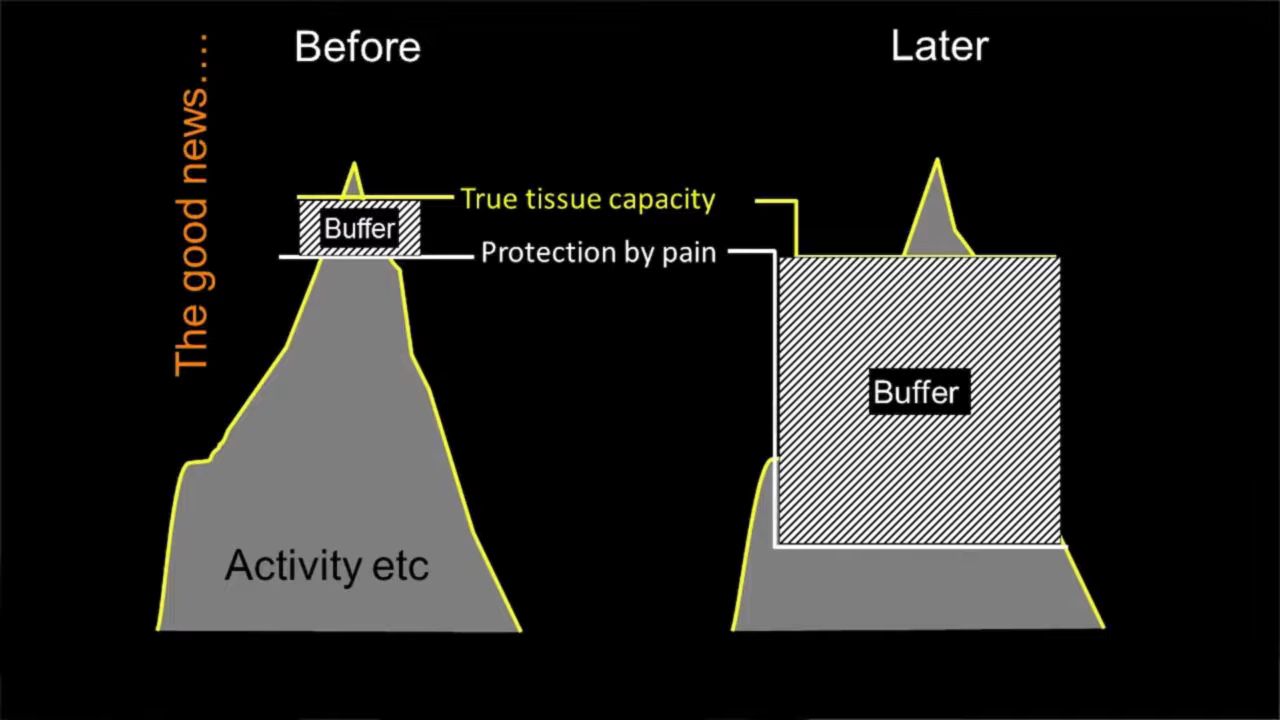 Before
Later
The good news....
True tissue capacity
Buffer
Protection by pain
Buffer
Activity etc